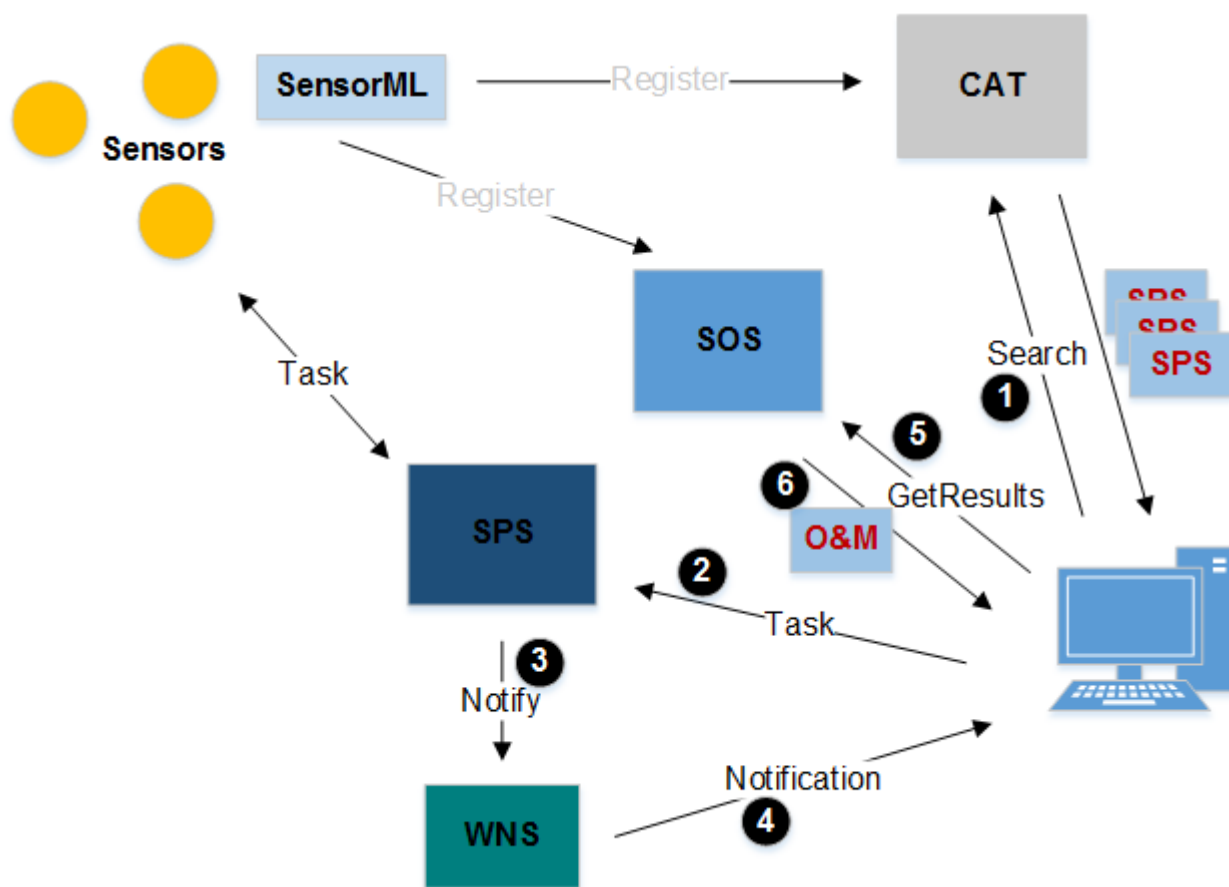 SensorML
Register
CAT
Sensors
Register
SOS
SPS
SPS
SPS
Search
1
Task
5
GetResults
6
O&M
SPS
2
Task
3
Notify
Notification
4
WNS